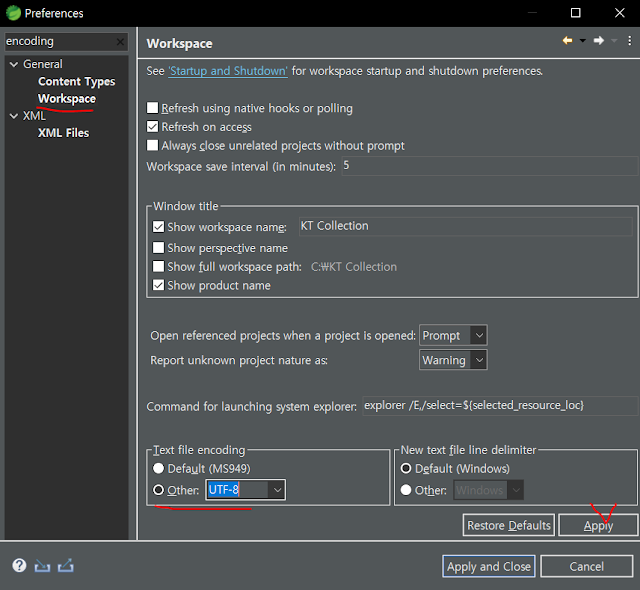 Preferences
encoding
Workspace
General
Content Types
Workspace
XML
XML Files
See 'Startup and Shutdown' for workspace startup and shutdown preferences.
Refresh using native hooks or polling
Refresh on access
Always close unrelated projects without prompt
Workspace save interval (in minutes): 5
Window title
Show workspace name: KT Collection
Show perspective name
Show full workspace path: C:₩KT Collection
Show product name
Open referenced projects when a project is opened: Prompt
Report unknown project nature as: Warning
Command for launching system explorer: explorer /E,/select=${selected_resource_loc}
Text file encoding
Default (MS949)
Other: UTF-8
New text file line delimiter
Default (Windows)
Other: Windows
Restore Defaults Apply
Apply and Close Cancel